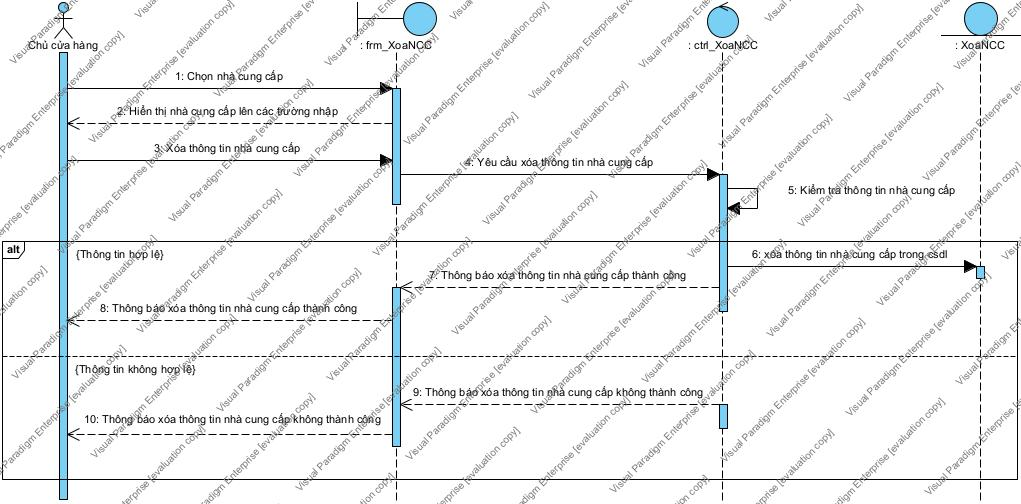 Chủ cửa hàng
: frm_XoaNCC
: ctrl_XoaNCC
: XoaNCC
1: Chọn nhà cung cấp
2: Hiển thị nhà cung cấp lên các trường nhập
3: Xóa thông tin nhà cung cấp
4: Yêu cầu xóa thông tin nhà cung cấp
5: Kiểm tra thông tin nhà cung cấp
alt
{Thông tin hợp lệ}
6: xóa thông tin nhà cung cấp trong csdl
7: Thông báo xóa thông tin nhà cung cấp thành công
8: Thông báo xóa thông tin nhà cung cấp thành công
{Thông tin không hợp lệ}
9: Thông báo xóa thông tin nhà cung cấp không thành công
10: Thông báo xóa thông tin nhà cung cấp không thành công
Visual Paradigm Enterprise [evaluation copy]